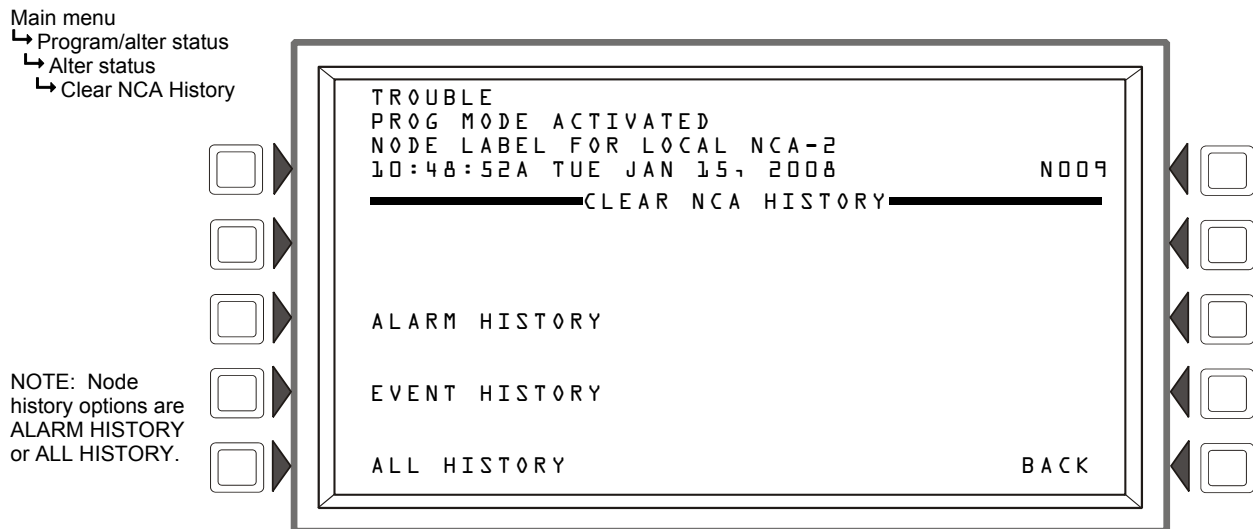 Main menu
Program/alter status
Alter status
Clear NCA History
TROUBLE
PROG MODE ACTIVATED
NODE LABEL FOR LOCAL NCA-2
10:48:52A TUE JAN 15, 2008 N009
CLEAR NCA HISTORY
ALARM HISTORY
NOTE: Node
history options are
ALARM HISTORY
or ALL HISTORY.
EVENT HISTORY
ALL HISTORY BACK